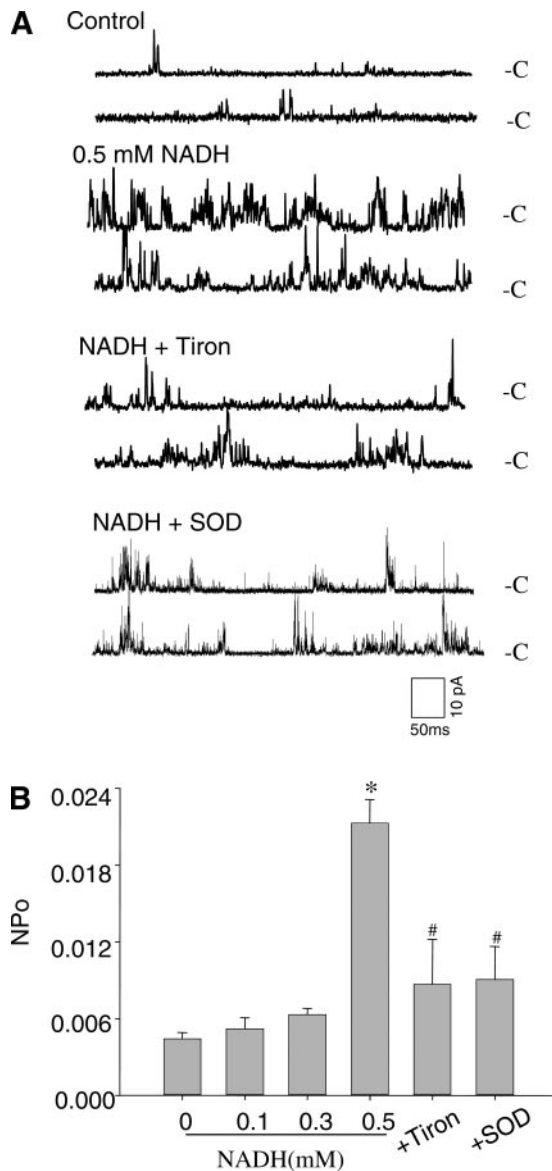 A
Control
-C
-C
0.5 mM NADH
-C
-C
NADH + Tiron
-C
-C
NADH + SOD
-C
-C
10 pA
50ms
B
0.024
0.018
0.012
0.006
0.000
NPo
*
#
#
0 0.1 0.3 0.5 +Tiron +SOD
NADH(mM)